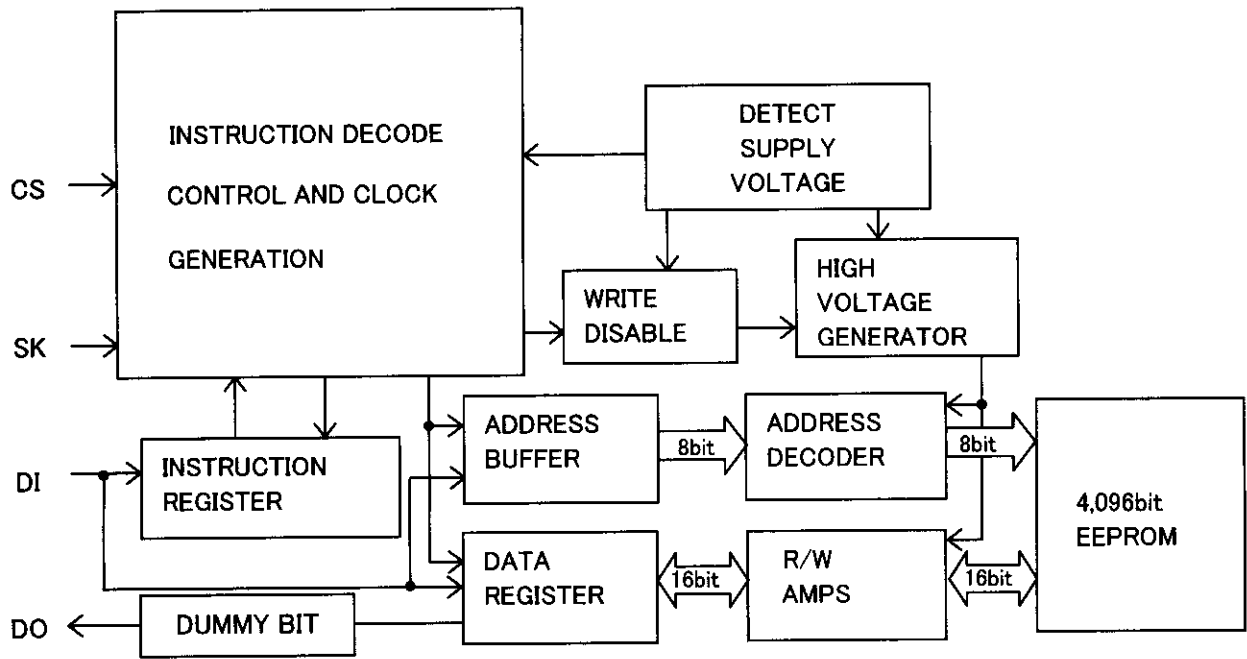 INSTRUCTION DECODE
CONTROL AND CLOCK
GENERATION
DETECT
SUPPLY
VOLTAGE
CS
SK
WRITE
DISABLE
HIGH
VOLTAGE
GENERATOR
DI
INSTRUCTION
REGISTER
ADDRESS
BUFFER
8bit
ADDRESS
DECODER
8bit
4,096bit
EEPROM
DATA
REGISTER
16bit
R/W
AMPS
16bit
DO
DUMMY BIT